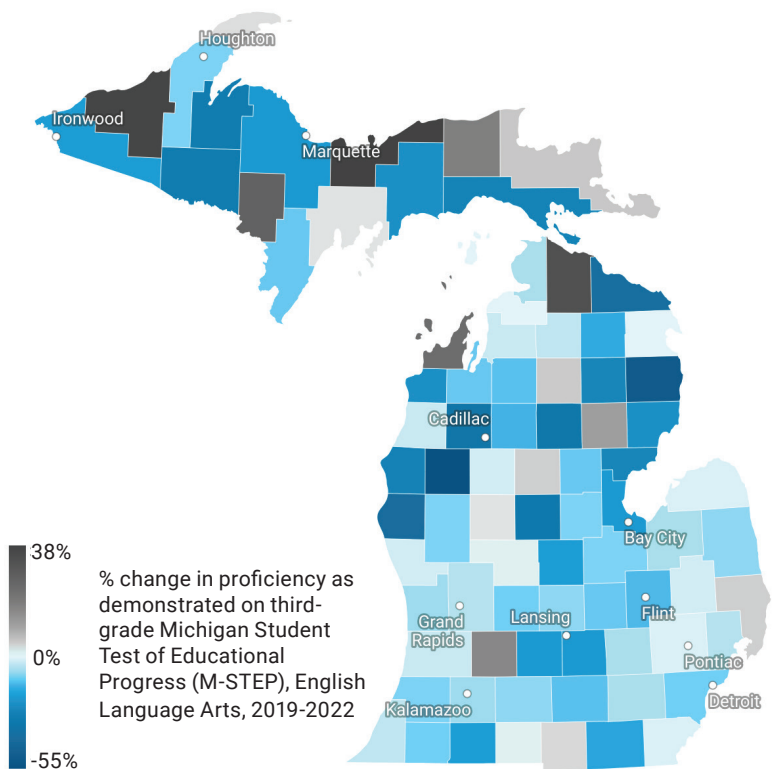 Houghton
Ironwood
Marquette
Cadillac
Bay City
38%
% change in proficiency as
demonstrated on third-
grade Michigan Student
Test of Educational
Progress (M-STEP), English
Language Arts, 2019-2022
0%
-55%
Grand
Rapids
Lansing
Flint
Pontiac
Detroit
Kalamazoo